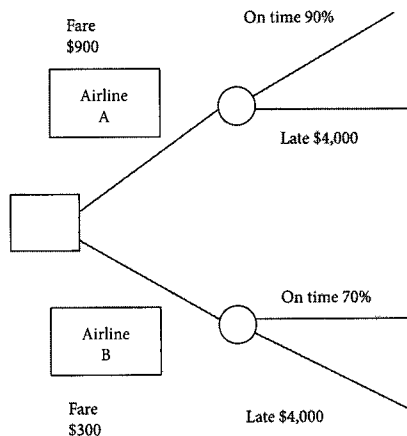 On time 90%
Fare
$900
Airline
A
Late $4,000
On time 70%
Airline
B
Fare
$300
Late $4,000